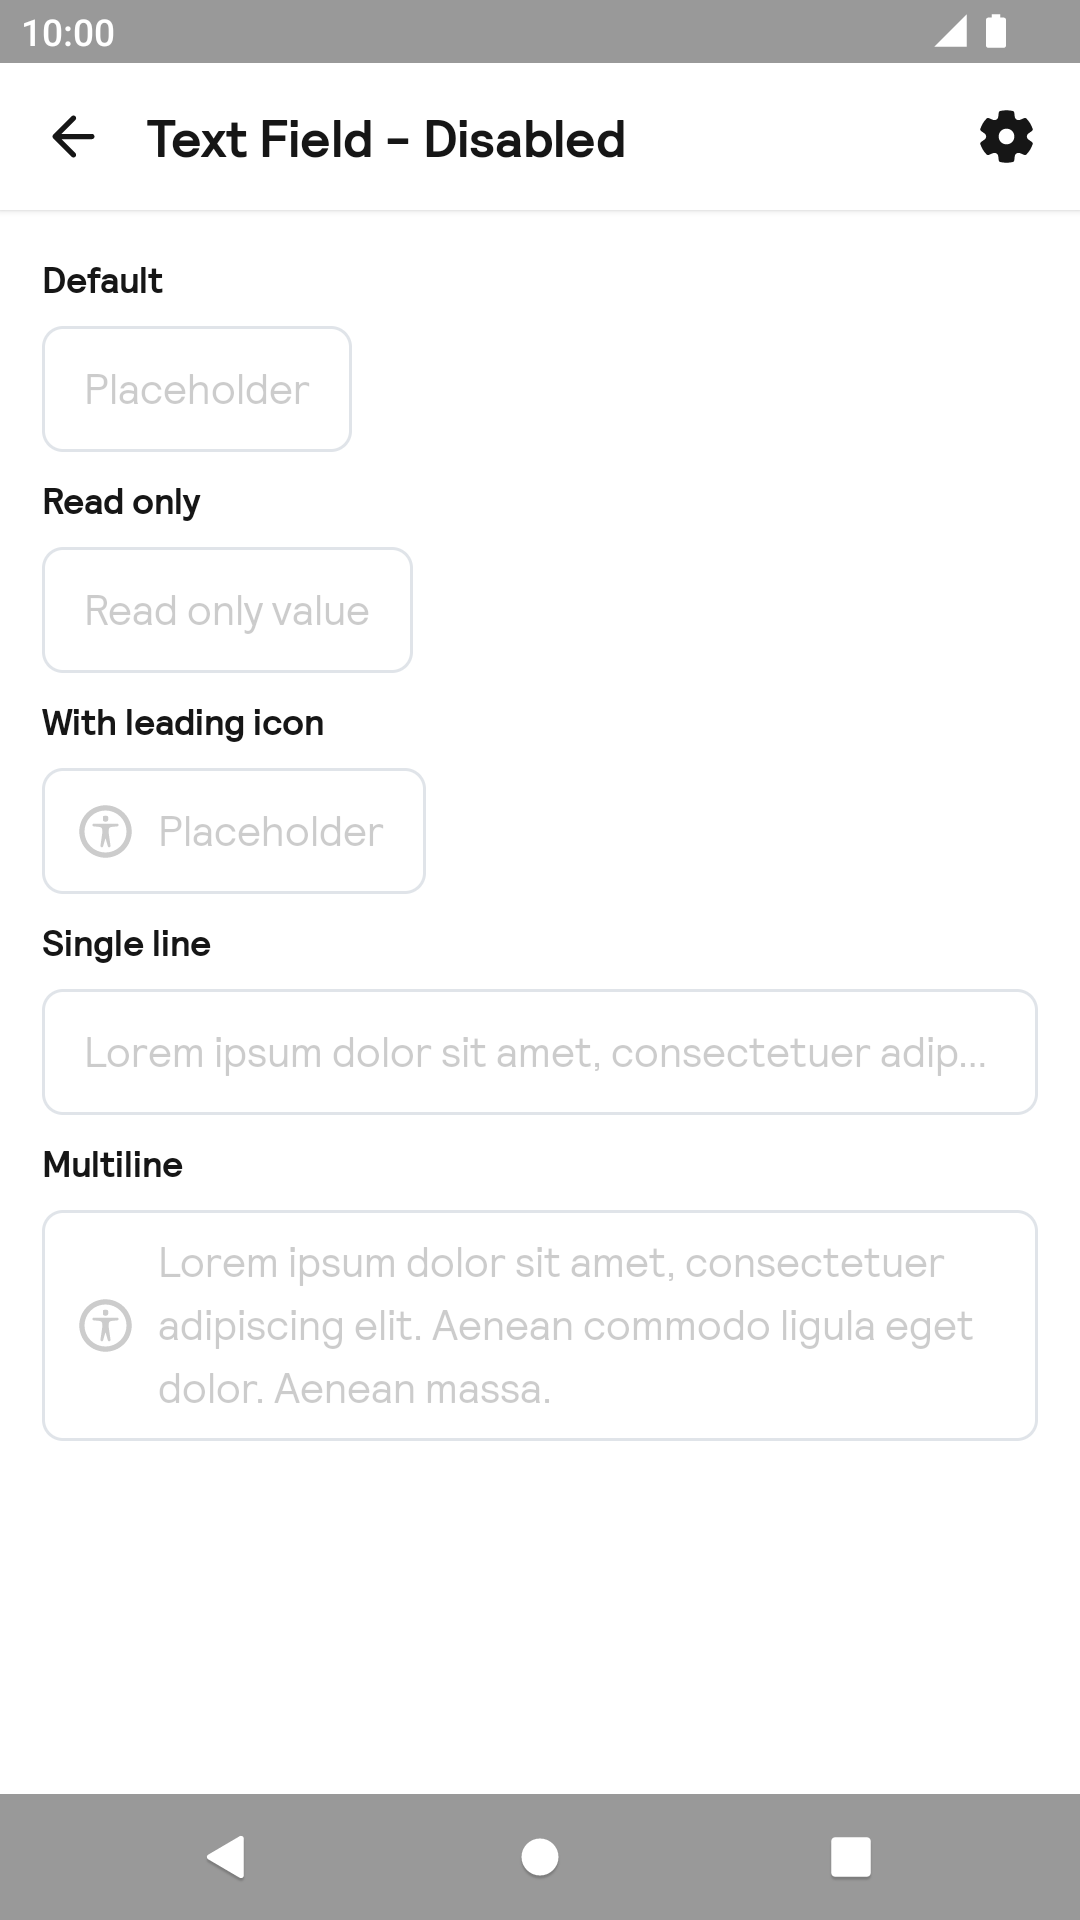 10:00
Text Field - Disabled
Default
Placeholder
Read only
Read only value
With leading icon
Placeholder
Single line
Lorem ipsum dolor sit amet, consectetuer adip...
Multiline
Lorem ipsum dolor sit amet, consectetuer
adipiscing elit. Aenean commodo ligula eget
dolor. Aenean massa.